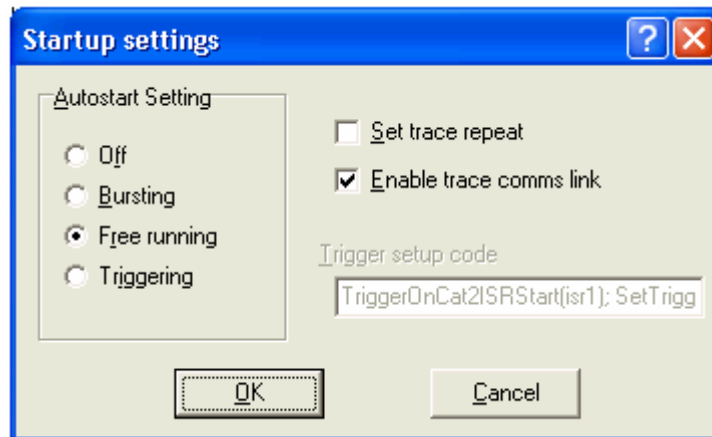 Startup settings
Autostart Setting
Off
Bursting
Free running
Triggering
Set trace repeat
Enable trace comms link
Trigger setup code
TriggerOnCat2ISRStart(isr1); SetTrigg
OK
Cancel